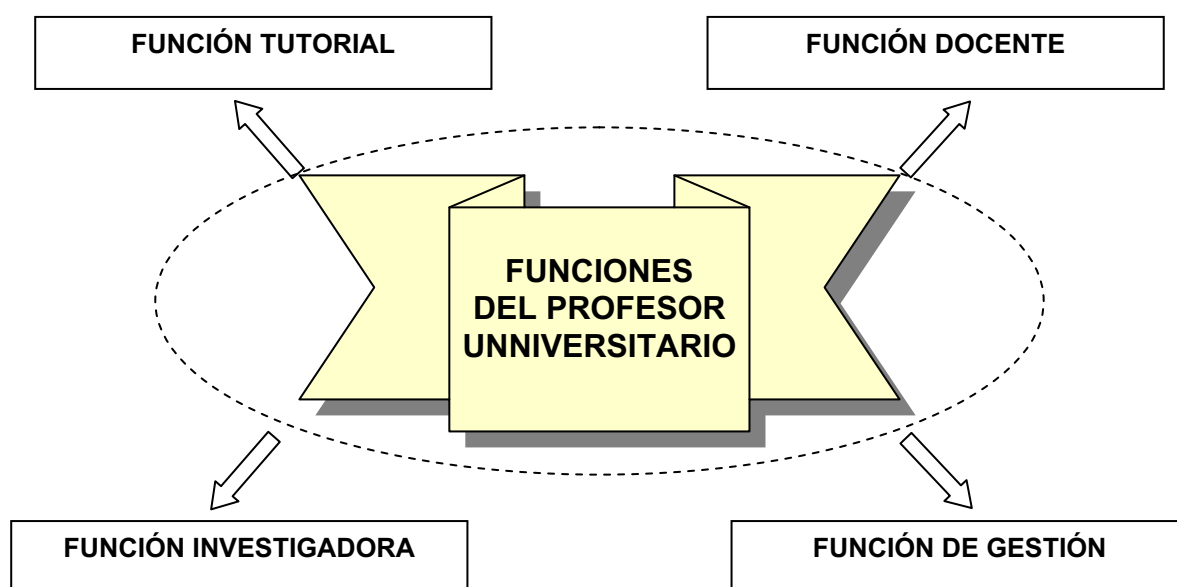 FUNCIÓN TUTORIAL
FUNCIÓN DOCENTE
FUNCIONES
DEL PROFESOR
UNNIVERSITARIO
FUNCIÓN INVESTIGADORA
FUNCIÓN DE GESTIÓN